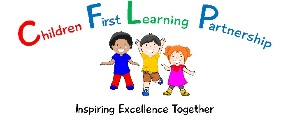 Children First Learning Partnership
Inspiring Excellence Together